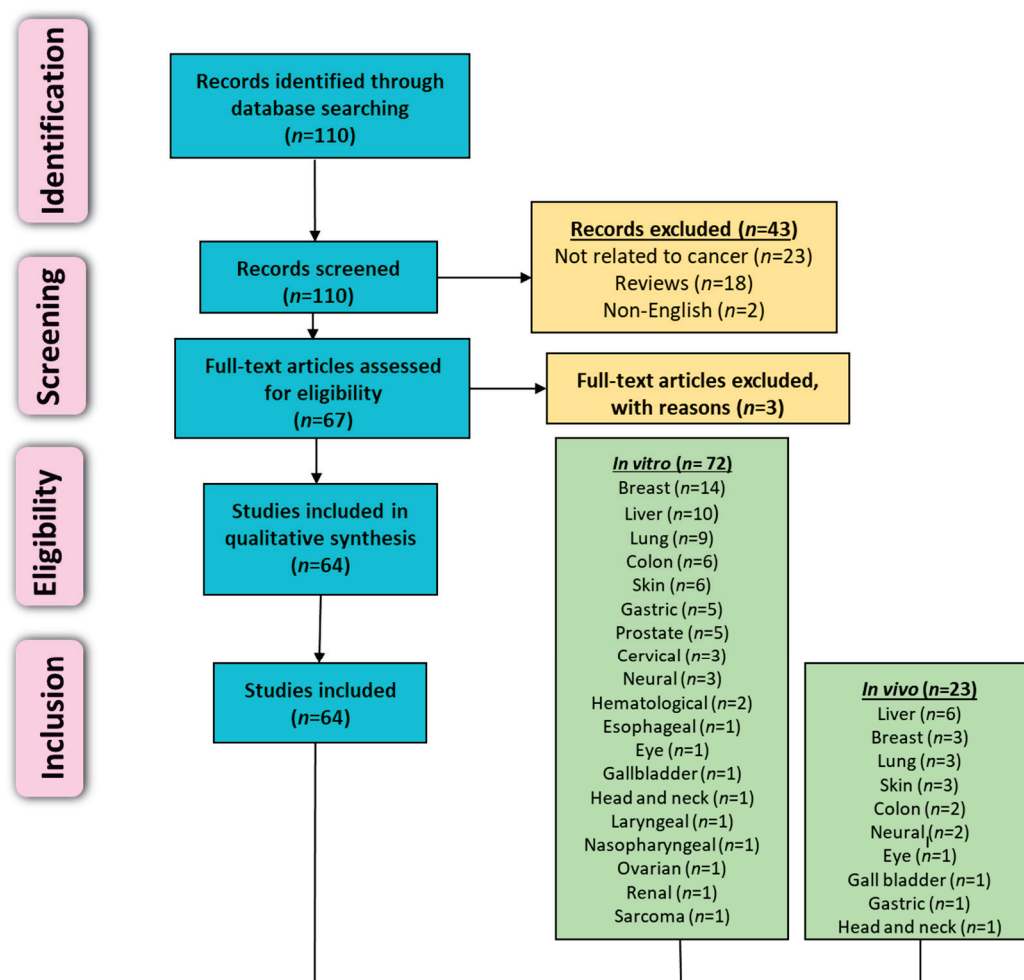 Identification
Records identified through
database searching
(n=110)
Records excluded (n=43)
Not related to cancer (n=23)
Reviews (n=18)
Non-English (n=2)
Screening
Records screened
(n=110)
Full-text articles assessed
for eligibility
(n=67)
Full-text articles excluded,
with reasons (n=3)
Eligibility
Studies included in
qualitative synthesis
(n=64)
Inclusion
Studies included
(n=64)
In vitro (n= 72)
Breast (n=14)
Liver (n=10)
Lung (n=9)
Colon (n=6)
Skin (n=6)
Gastric (n=5)
Prostate (n=5)
Cervical (n=3)
Neural (n=3)
Hematological (n=2)
Esophageal (n=1)
Eye (n=1)
Gallbladder (n=1)
Head and neck (n=1)
Laryngeal (n=1)
Nasopharyngeal (n=1)
Ovarian (n=1)
Renal (n=1)
Sarcoma (n=1)
In vivo (n=23)
Liver (n=6)
Breast (n=3)
Lung (n=3)
Skin (n=3)
Colon (n=2)
Neural (n=2)
Eye (n=1)
Gall bladder (n=1)
Gastric (n=1)
Head and neck (n=1)